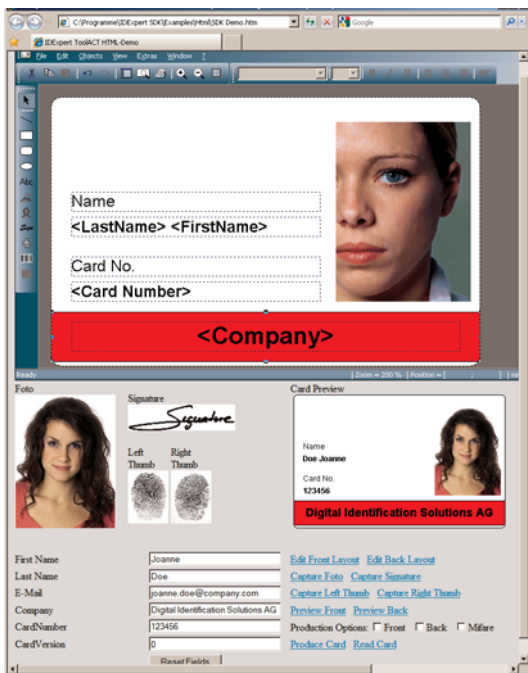 C:\Programme\IDExpert SDK\Examples\Html\SDK Demo.htm
Google
IDExpert ToolACT HTML-Demo
File Edit Objects View Extras Window ?
Abc
Sign
Name
<LastName> <FirstName>
Card No.
<Card Number>
<Company>
Ready [ Zoom = 200 % [ Position = [ ; ] [ mm
Foto
Signature
Card Preview
Signature
Left Thumb
Right Thumb
Name
Doe Joanne
Card No.
123456
Digital Identification Solutions AG
First Name Joanne Edit Front Layout Edit Back Layout
Last Name Doe Capture Foto Capture Signature
E-Mail joanne.doe@company.com Capture Left Thumb Capture Right Thumb
Company Digital Identification Solutions AG Preview Front Preview Back
CardNumber 123456 Production Options: Front Back Mifare
CardVersion 0 Produce Card Read Card
Reset Fields